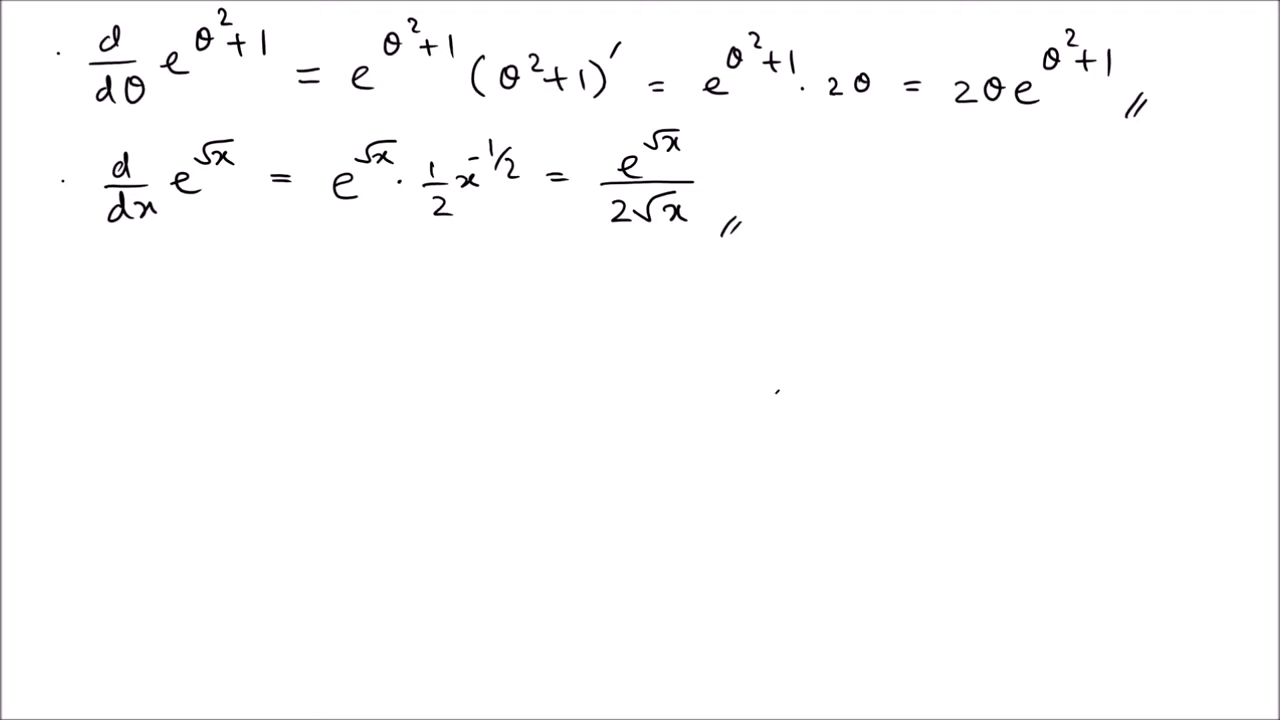 · d/dθ e^(θ²+1) = e^(θ²+1) (θ²+1)′ = e^(θ²+1) · 2θ = 2θe^(θ²+1) //
· d/dx e^(√x) = e^(√x) · 1/2 x^(-1/2) = e^(√x)/(2√x) //